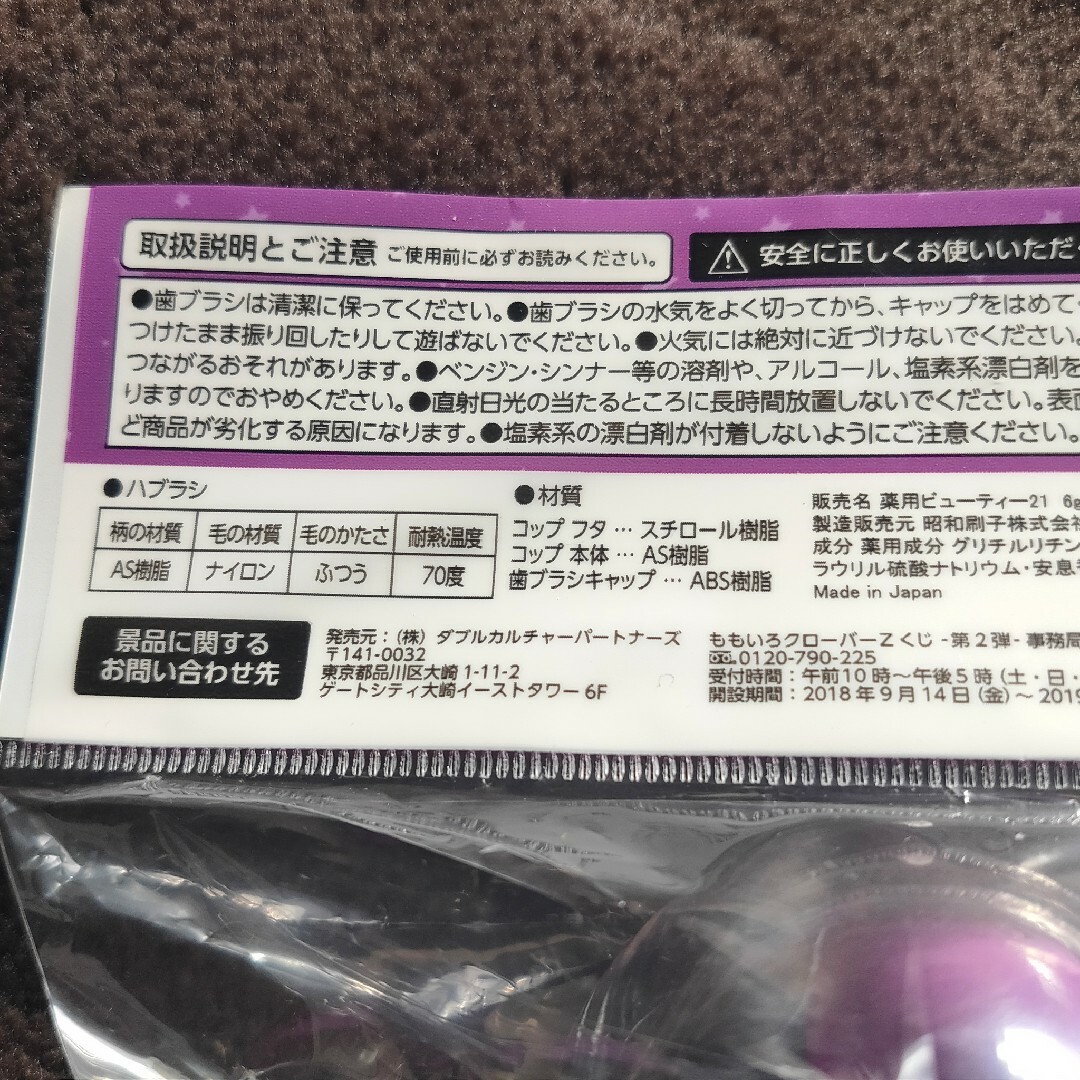 取扱説明とご注意 ご使用前に必ずお読みください。
安全に正しくお使いいただ
●歯ブラシは清潔に保ってください。●歯ブラシの水気をよく切ってから、キャップをはめて
つけたまま振り回したりして遊ばないでください。●火気には絶対に近づけないでください。
つながるおそれがあります。●ベンジン・シンナー等の溶剤や、アルコール、塩素系漂白剤を
りますのでおやめください。●直射日光の当たるところに長時間放置しないでください。表面
ど商品が劣化する原因になります。●塩素系の漂白剤が付着しないようにご注意ください。
●ハブラシ
柄の材質 毛の材質 毛のかたさ 耐熱温度
AS樹脂 ナイロン ふつう 70度
●材質
コップ フタ … スチロール樹脂
コップ 本体 … AS樹脂
歯ブラシキャップ … ABS樹脂
販売名 薬用ビューティー21 6g
製造販売元 昭和刷子株式会社
成分 薬用成分 グリチルリチン
ラウリル硫酸ナトリウム・安息
Made in Japan
景品に関する
お問い合わせ先
発売元：（株）ダブルカルチャーパートナーズ
〒141-0032
東京都品川区大崎 1-11-2
ゲートシティ大崎イーストタワー 6F
ももいろクローバーＺくじ -第２弾- 事務局
0120-790-225
受付時間：午前10時～午後5時（土・日・
開設期間：2018年9月14日（金）～2019